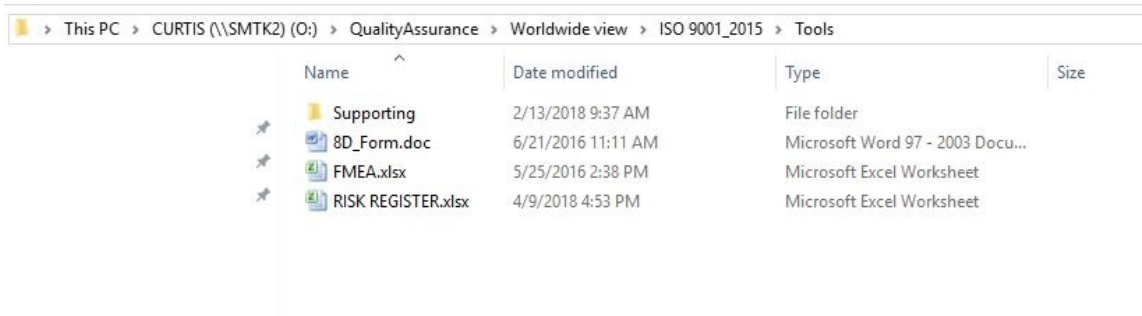 This PC > CURTIS (\\SMTK2) (O:) > QualityAssurance > Worldwide view > ISO 9001_2015 > Tools
Name Date modified Type Size
Supporting 2/13/2018 9:37 AM File folder
8D_Form.doc 6/21/2016 11:11 AM Microsoft Word 97 - 2003 Docu...
FMEA.xlsx 5/25/2016 2:38 PM Microsoft Excel Worksheet
RISK REGISTER.xlsx 4/9/2018 4:53 PM Microsoft Excel Worksheet